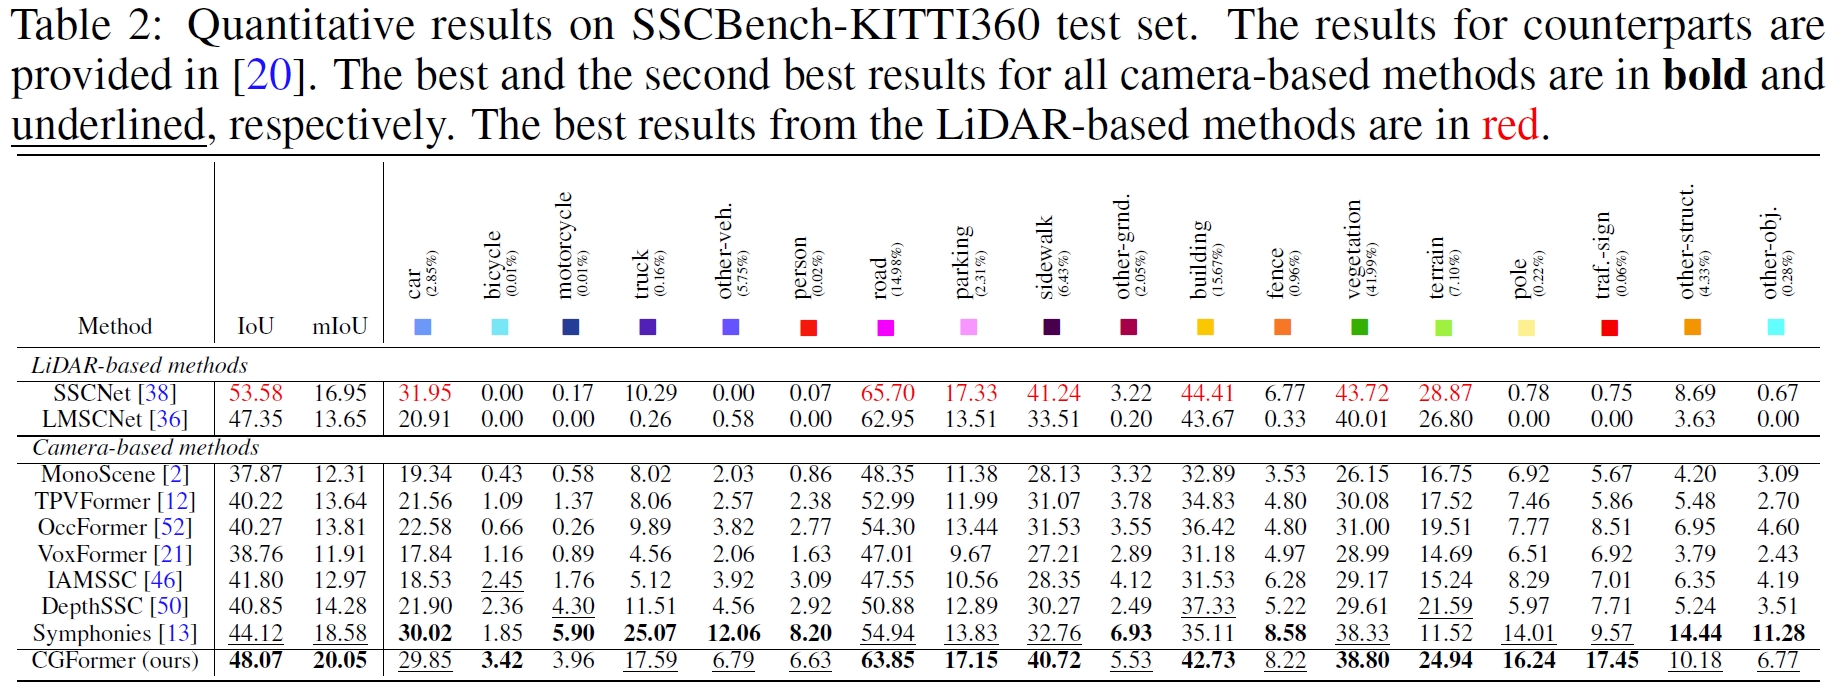 Table 2: Quantitative results on SSCBench-KITTI360 test set. The results for counterparts are
provided in [20]. The best and the second best results for all camera-based methods are in bold and
underlined, respectively. The best results from the LiDAR-based methods are in red.
Method IoU mIoU car (2.85%) bicycle (0.01%) motorcycle (0.01%) truck (0.16%) other-veh. (5.75%) person (0.02%) road (14.98%) parking (2.31%) sidewalk (6.43%) other-grnd. (2.05%) building (15.67%) fence (0.96%) vegetation (41.99%) terrain (7.10%) pole (0.22%) traf.-sign (0.06%) other-struct. (4.33%) other-obj. (0.28%)
LiDAR-based methods
SSCNet [38] 53.58 16.95 31.95 0.00 0.17 10.29 0.00 0.07 65.70 17.33 41.24 3.22 44.41 6.77 43.72 28.87 0.78 0.75 8.69 0.67
LMSCNet [36] 47.35 13.65 20.91 0.00 0.00 0.26 0.58 0.00 62.95 13.51 33.51 0.20 43.67 0.33 40.01 26.80 0.00 0.00 3.63 0.00
Camera-based methods
MonoScene [2] 37.87 12.31 19.34 0.43 0.58 8.02 2.03 0.86 48.35 11.38 28.13 3.32 32.89 3.53 26.15 16.75 6.92 5.67 4.20 3.09
TPVFormer [12] 40.22 13.64 21.56 1.09 1.37 8.06 2.57 2.38 52.99 11.99 31.07 3.78 34.83 4.80 30.08 17.52 7.46 5.86 5.48 2.70
OccFormer [52] 40.27 13.81 22.58 0.66 0.26 9.89 3.82 2.77 54.30 13.44 31.53 3.55 36.42 4.80 31.00 19.51 7.77 8.51 6.95 4.60
VoxFormer [21] 38.76 11.91 17.84 1.16 0.89 4.56 2.06 1.63 47.01 9.67 27.21 2.89 31.18 4.97 28.99 14.69 6.51 6.92 3.79 2.43
IAMSSC [46] 41.80 12.97 18.53 2.45 1.76 5.12 3.92 3.09 47.55 10.56 28.35 4.12 31.53 6.28 29.17 15.24 8.29 7.01 6.35 4.19
DepthSSC [50] 40.85 14.28 21.90 2.36 4.30 11.51 4.56 2.92 50.88 12.89 30.27 2.49 37.33 5.22 29.61 21.59 5.97 7.71 5.24 3.51
Symphonies [13] 44.12 18.58 30.02 1.85 5.90 25.07 12.06 8.20 54.94 13.83 32.76 6.93 35.11 8.58 38.33 11.52 14.01 9.57 14.44 11.28
CGFormer (ours) 48.07 20.05 29.85 3.42 3.96 17.59 6.79 6.63 63.85 17.15 40.72 5.53 42.73 8.22 38.80 24.94 16.24 17.45 10.18 6.77